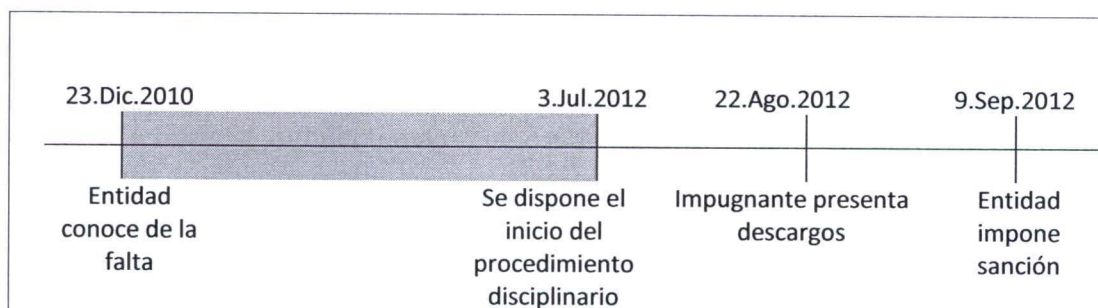 23.Dic.2010
3.Jul.2012
22.Ago.2012
9.Sep.2012
Entidad
conoce de la
falta
Se dispone el
inicio del
procedimiento
disciplinario
Impugnante presenta
descargos
Entidad
impone
sanción